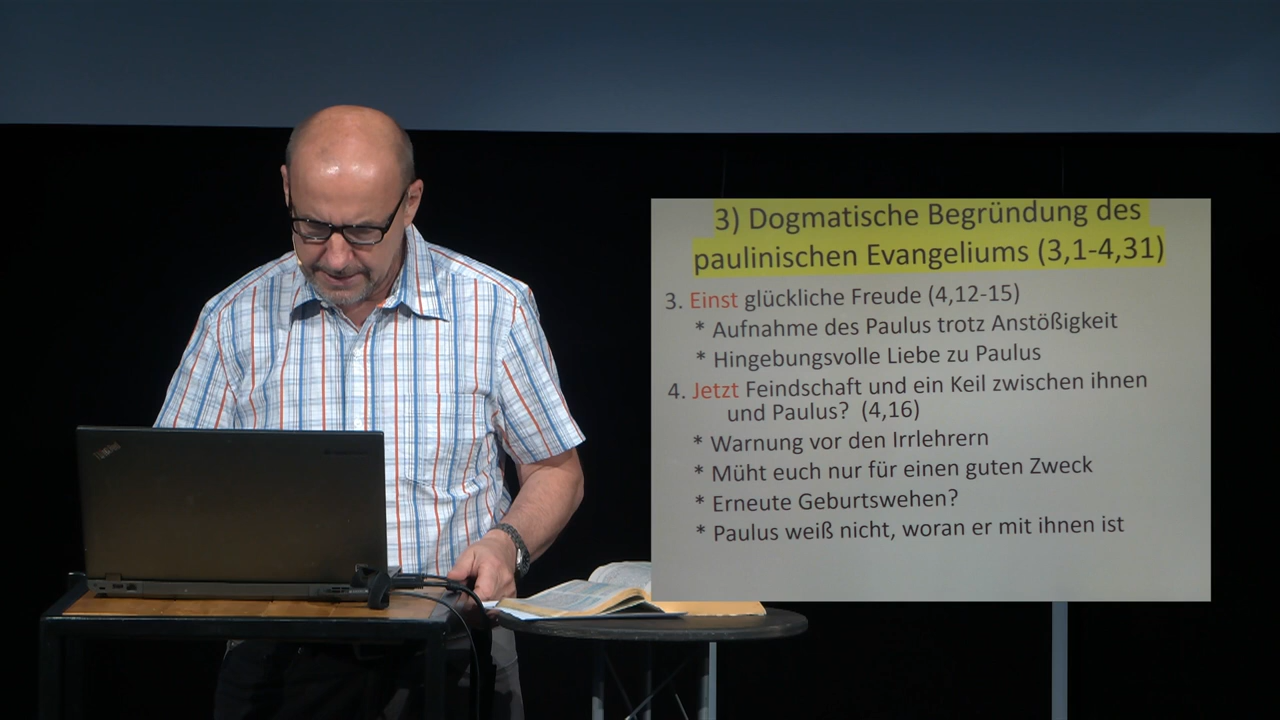 3) Dogmatische Begründung des
paulinischen Evangeliums (3,1-4,31)
3. Einst glückliche Freude (4,12-15)
* Aufnahme des Paulus trotz Anstößigkeit
* Hingebungsvolle Liebe zu Paulus
4. Jetzt Feindschaft und ein Keil zwischen ihnen
und Paulus? (4,16)
* Warnung vor den Irrlehrern
* Müht euch nur für einen guten Zweck
* Erneute Geburtswehen?
* Paulus weiß nicht, woran er mit ihnen ist